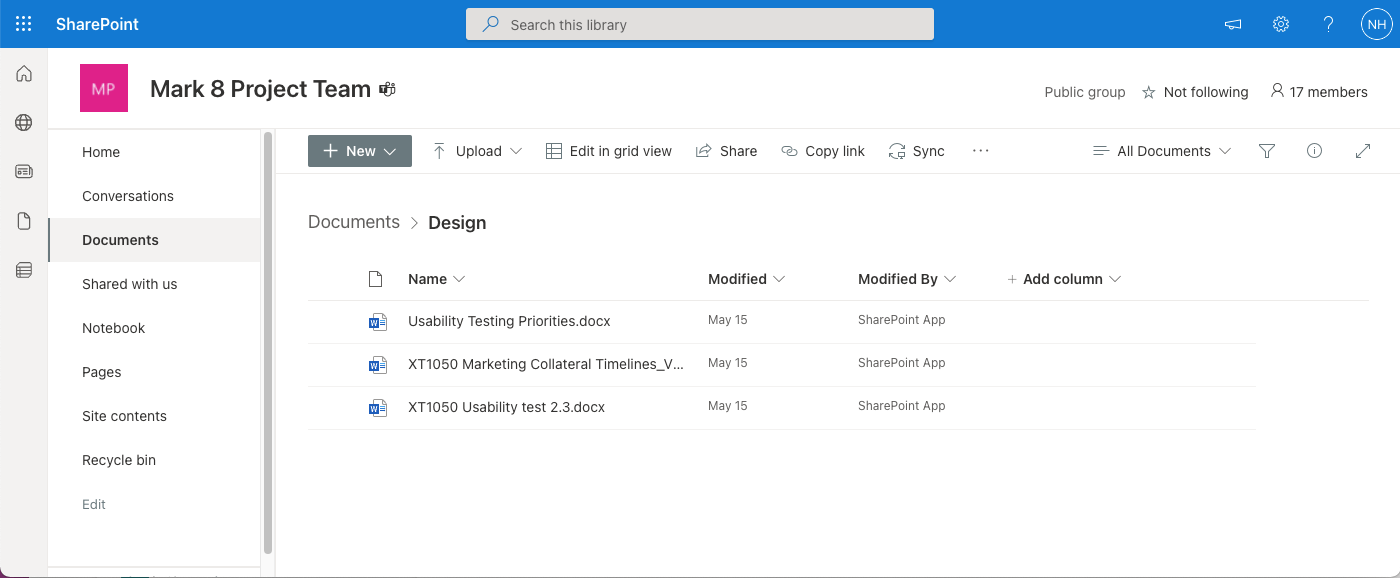 SharePoint
Search this library
NH
MP
Mark 8 Project Team
Public group
Not following
17 members
Home
Conversations
Documents
Shared with us
Notebook
Pages
Site contents
Recycle bin
Edit
New
Upload
Edit in grid view
Share
Copy link
Sync
All Documents
Documents > Design
Name Modified Modified By + Add column
Usability Testing Priorities.docx May 15 SharePoint App
XT1050 Marketing Collateral Timelines_V... May 15 SharePoint App
XT1050 Usability test 2.3.docx May 15 SharePoint App